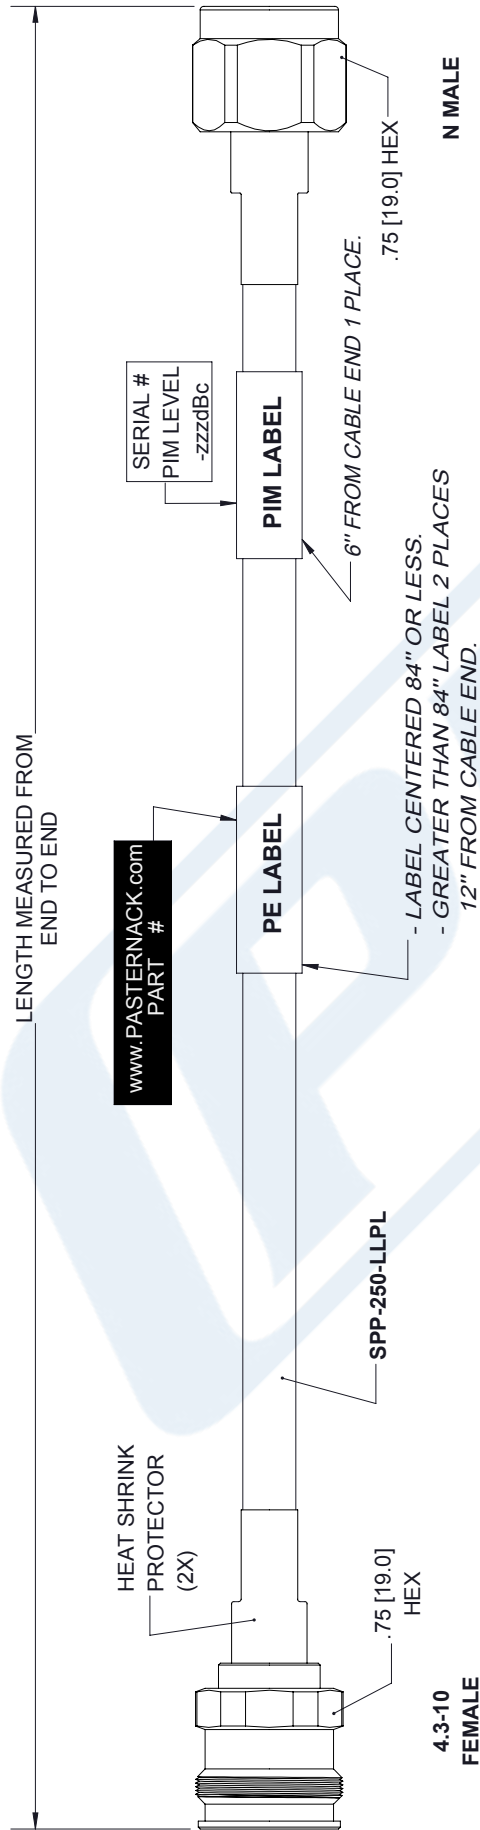 LENGTH MEASURED FROM
END TO END
HEAT SHRINK
PROTECTOR
(2X)
www.PASTERNACK.com
PART #
SERIAL #
PIM LEVEL
-zzzdBc
PE LABEL
PIM LABEL
6" FROM CABLE END 1 PLACE.
.75 [19.0]
HEX
SPP-250-LLPL
- LABEL CENTERED 84" OR LESS.
- GREATER THAN 84" LABEL 2 PLACES
12" FROM CABLE END.
.75 [19.0] HEX
4.3-10
FEMALE
N MALE